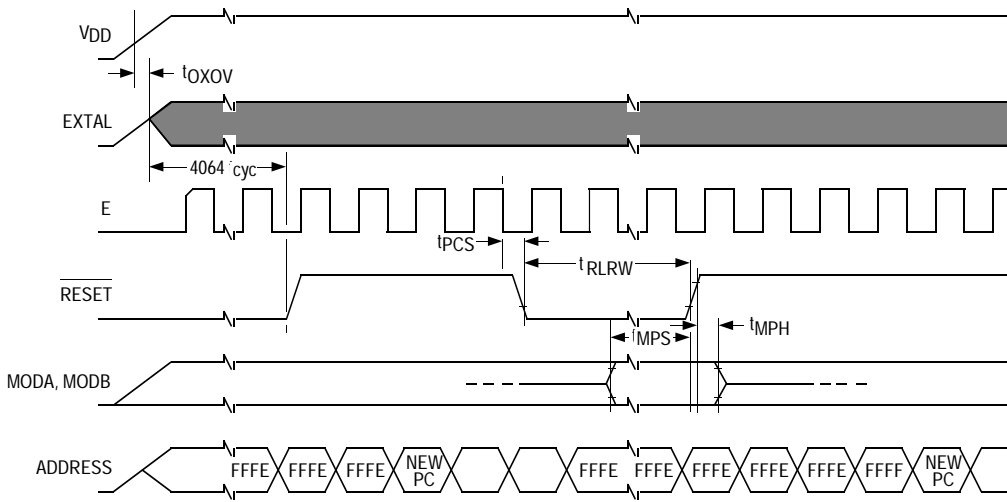 VDD
tOXOV
EXTAL
4064 tcyc
E
tPCS
tRLRW
RESET
tMPS
tMPH
MODA, MODB
ADDRESS
FFFE FFFE FFFE NEW PC FFFE FFFE FFFE FFFE FFFE FFFF NEW PC